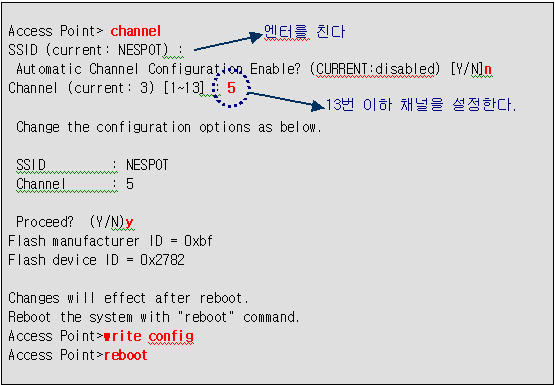 Access Point> channel
SSID (current: NESPOT) : 엔터를 친다
Automatic Channel Configuration Enable? (CURRENT:disabled) [Y/N]n
Channel (current: 3) [1~13] : 5
13번 이하 채널을 설정한다.
Change the configuration options as below.
SSID : NESPOT
Channel : 5
Proceed? (Y/N)y
Flash manufacturer ID = 0xbf
Flash device ID = 0x2782
Changes will effect after reboot.
Reboot the system with "reboot" command.
Access Point>write config
Access Point>reboot